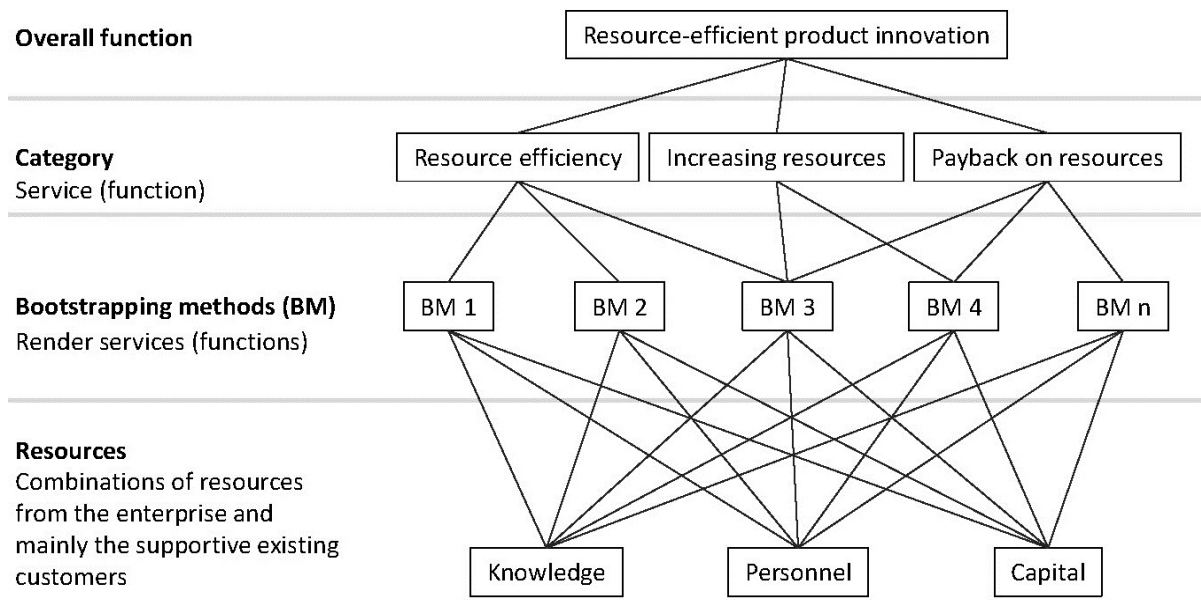 Overall function
Resource-efficient product innovation
Category
Service (function)
Resource efficiency
Increasing resources
Payback on resources
Bootstrapping methods (BM)
Render services (functions)
BM 1
BM 2
BM 3
BM 4
BM n
Resources
Combinations of resources
from the enterprise and
mainly the supportive existing
customers
Knowledge
Personnel
Capital